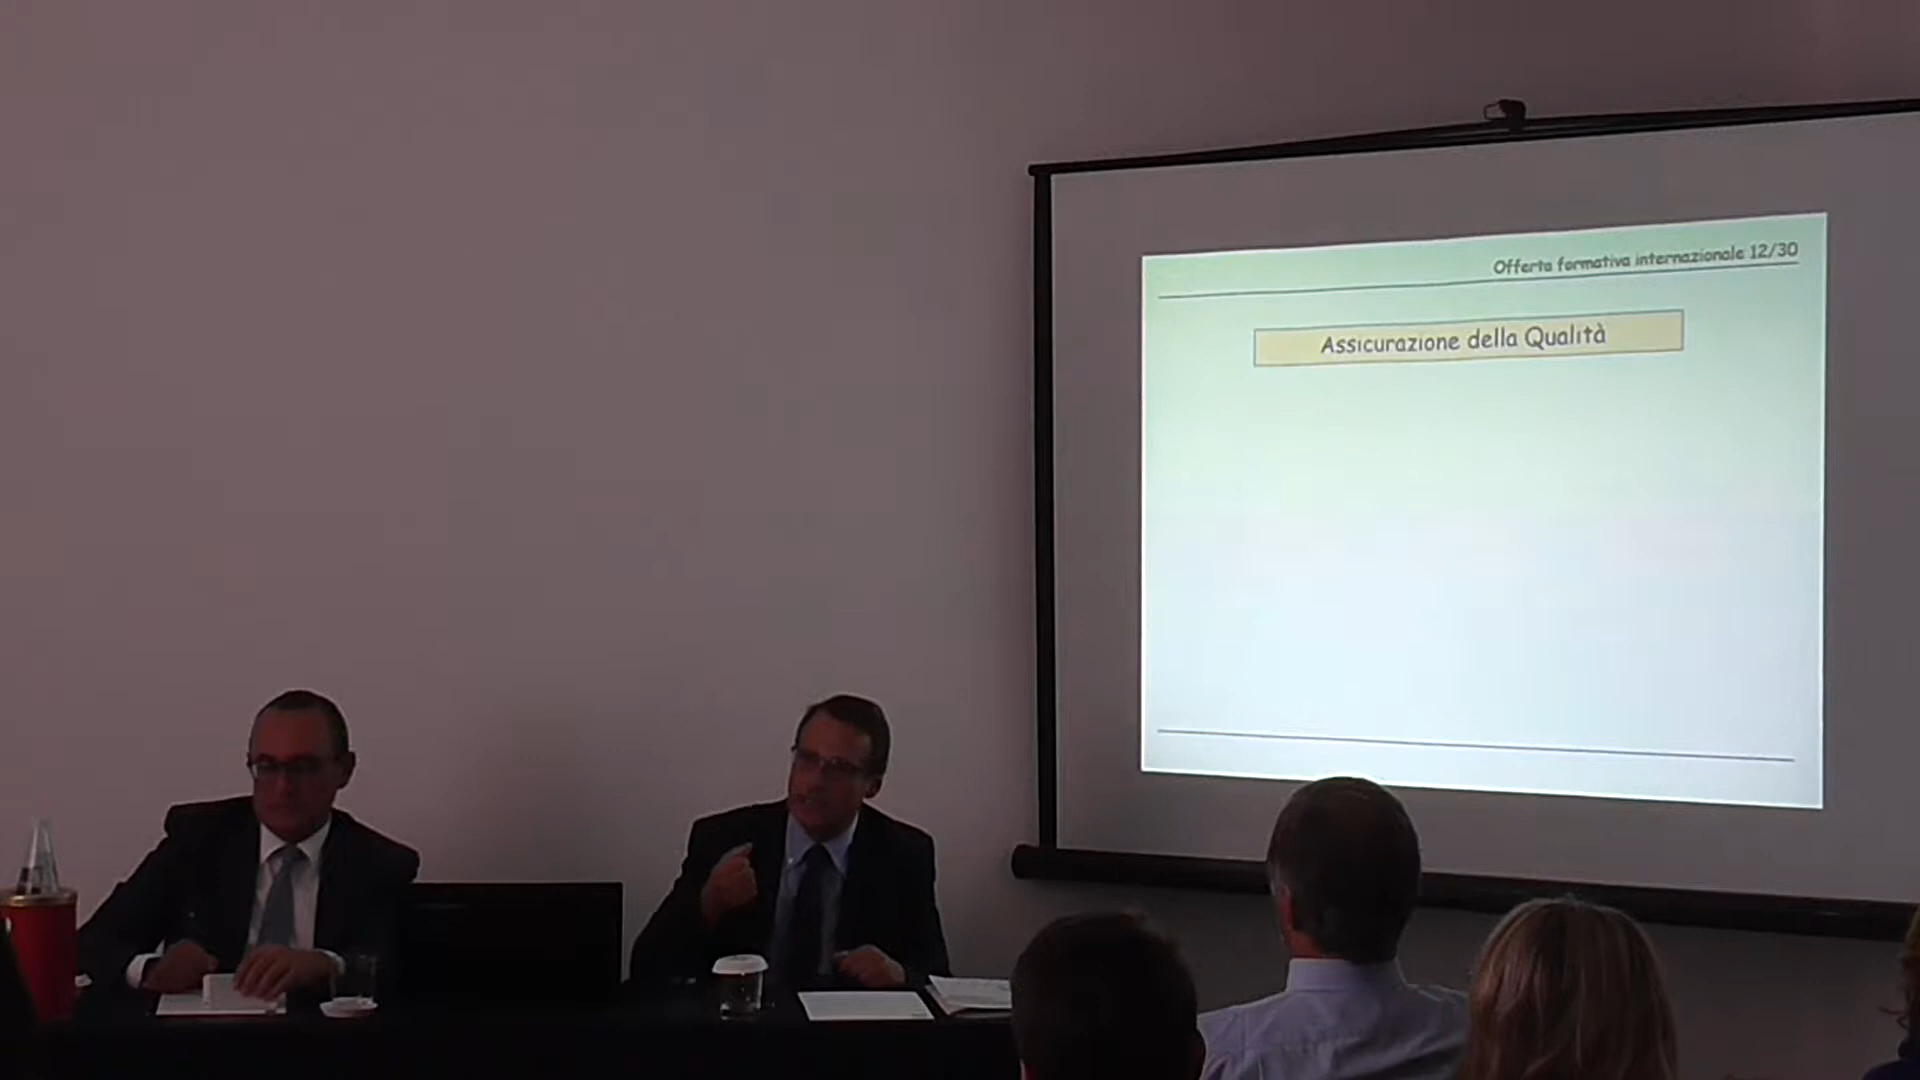 Offerta formativa internazionale 12/30
Assicurazione della Qualità